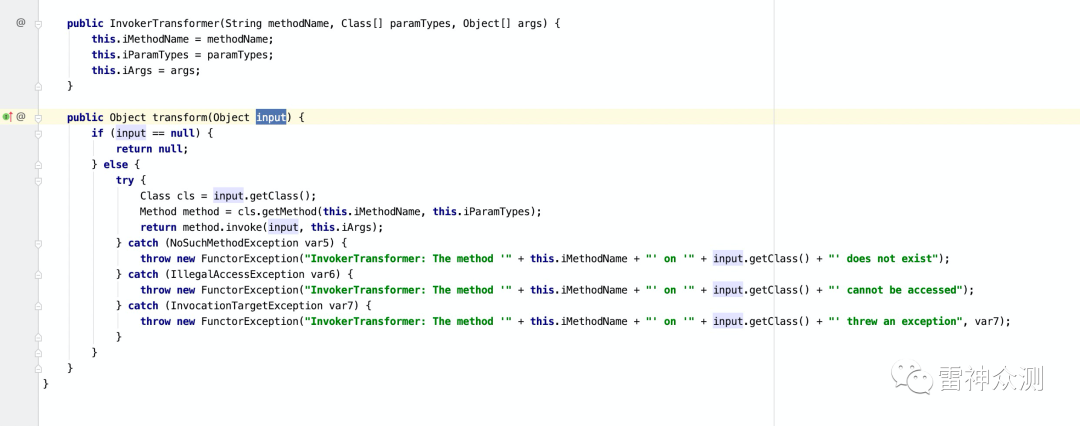 public InvokerTransformer(String methodName, Class[] paramTypes, Object[] args) {
this.iMethodName = methodName;
this.iParamTypes = paramTypes;
this.iArgs = args;
}
public Object transform(Object input) {
if (input == null) {
return null;
} else {
try {
Class cls = input.getClass();
Method method = cls.getMethod(this.iMethodName, this.iParamTypes);
return method.invoke(input, this.iArgs);
} catch (NoSuchMethodException var5) {
throw new FunctorException("InvokerTransformer: The method '" + this.iMethodName + "' on '" + input.getClass() + "' does not exist");
} catch (IllegalAccessException var6) {
throw new FunctorException("InvokerTransformer: The method '" + this.iMethodName + "' on '" + input.getClass() + "' cannot be accessed");
} catch (InvocationTargetException var7) {
throw new FunctorException("InvokerTransformer: The method '" + this.iMethodName + "' on '" + input.getClass() + "' threw an exception", var7);
}
}
}
}
雷神众测